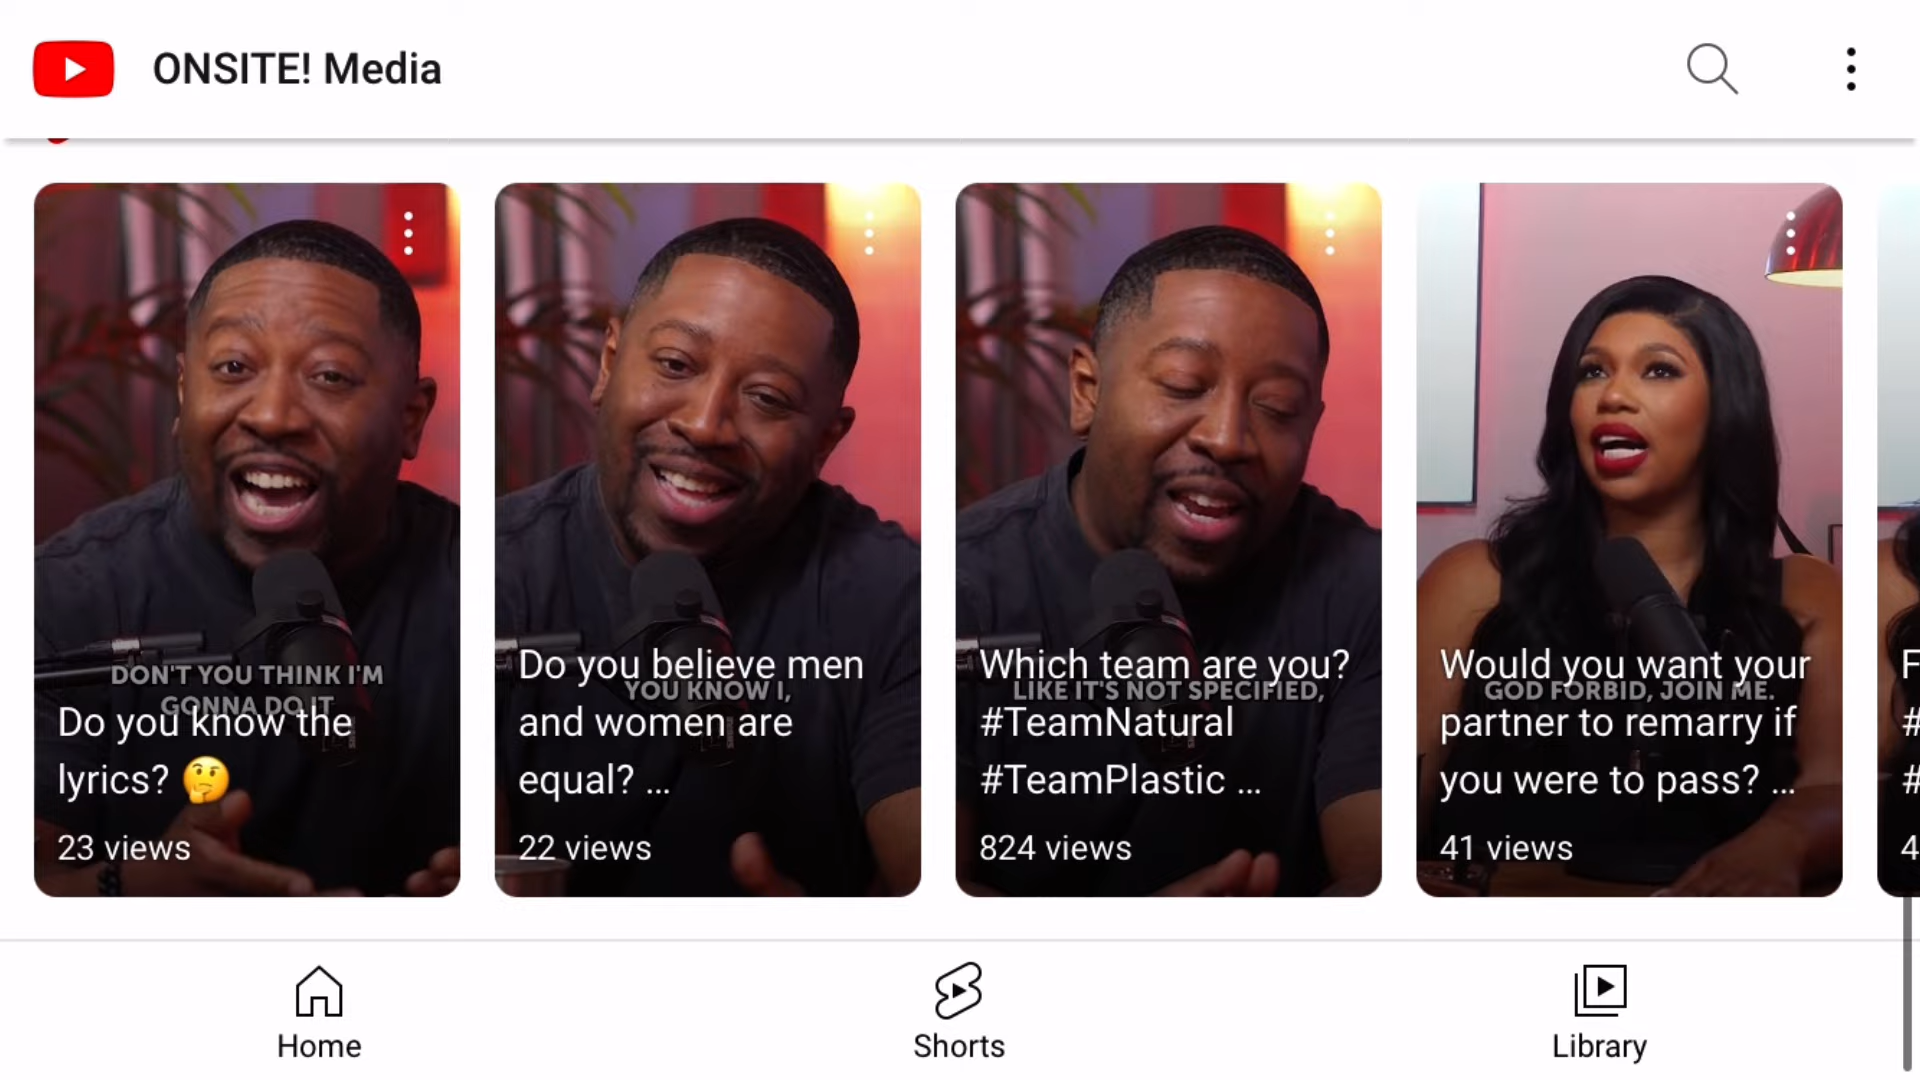 ONSITE! Media
DON'T YOU THINK I'M
GONNA DO IT
Do you know the
lyrics? 🤔
23 views
Do you believe men
YOU KNOW I,
and women are
equal? ...
22 views
Which team are you?
LIKE IT'S NOT SPECIFIED,
#TeamNatural
#TeamPlastic ...
824 views
Would you want your
GOD FORBID, JOIN ME.
partner to remarry if
you were to pass? ...
41 views
F
#
#
4
Home
Shorts
Library